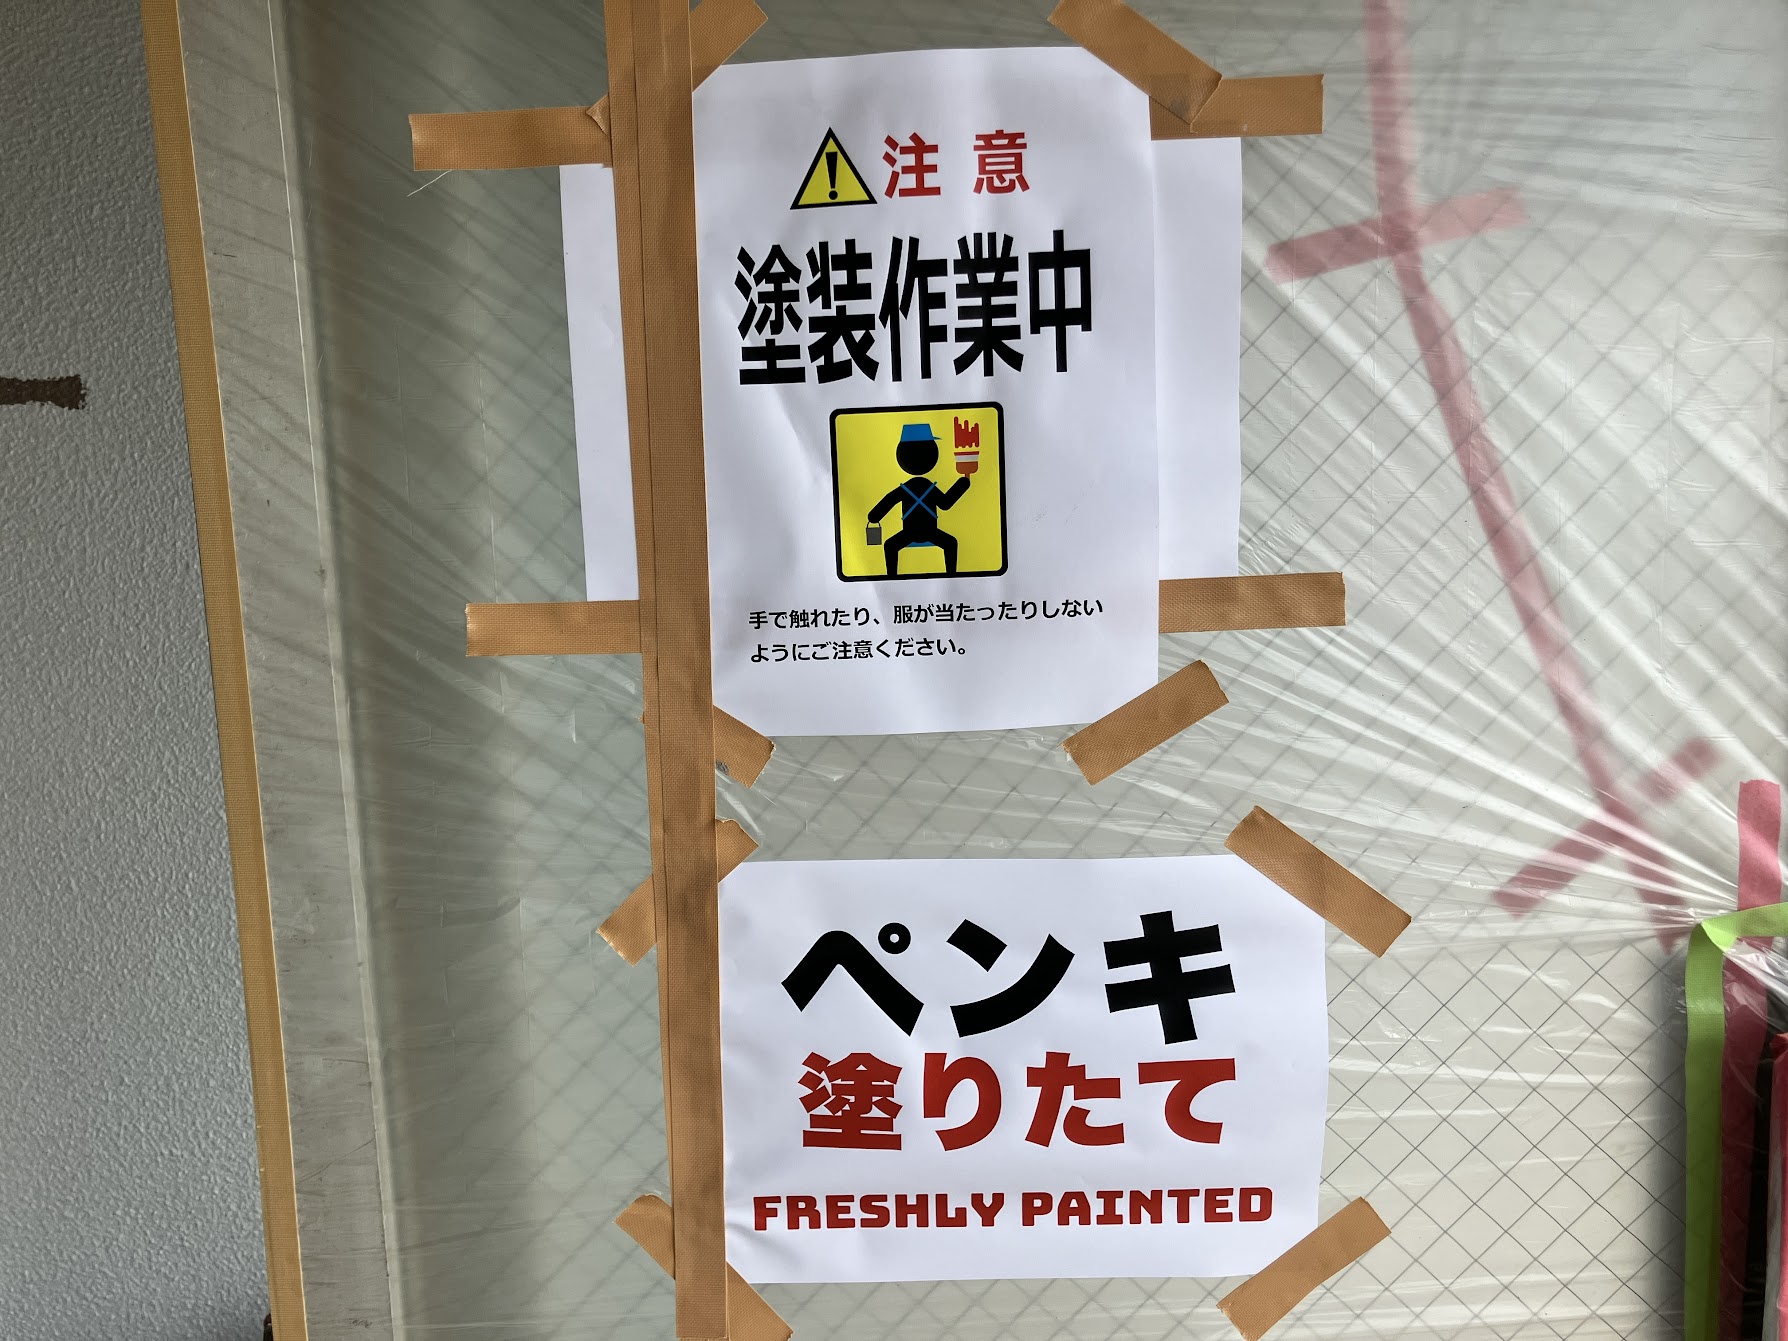 注意
塗装作業中
手で触れたり、服が当たったりしない
ようにご注意ください。
ペンキ
塗りたて
FRESHLY PAINTED